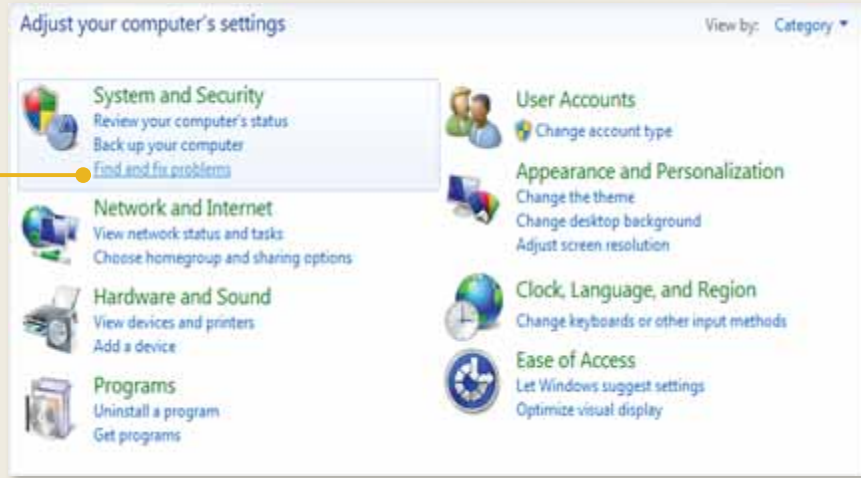 Adjust your computer's settings
View by: Category
System and Security
Review your computer's status
Back up your computer
Find and fix problems
Network and Internet
View network status and tasks
Choose homegroup and sharing options
Hardware and Sound
View devices and printers
Add a device
Programs
Uninstall a program
Get programs
User Accounts
Change account type
Appearance and Personalization
Change the theme
Change desktop background
Adjust screen resolution
Clock, Language, and Region
Change keyboards or other input methods
Ease of Access
Let Windows suggest settings
Optimize visual display